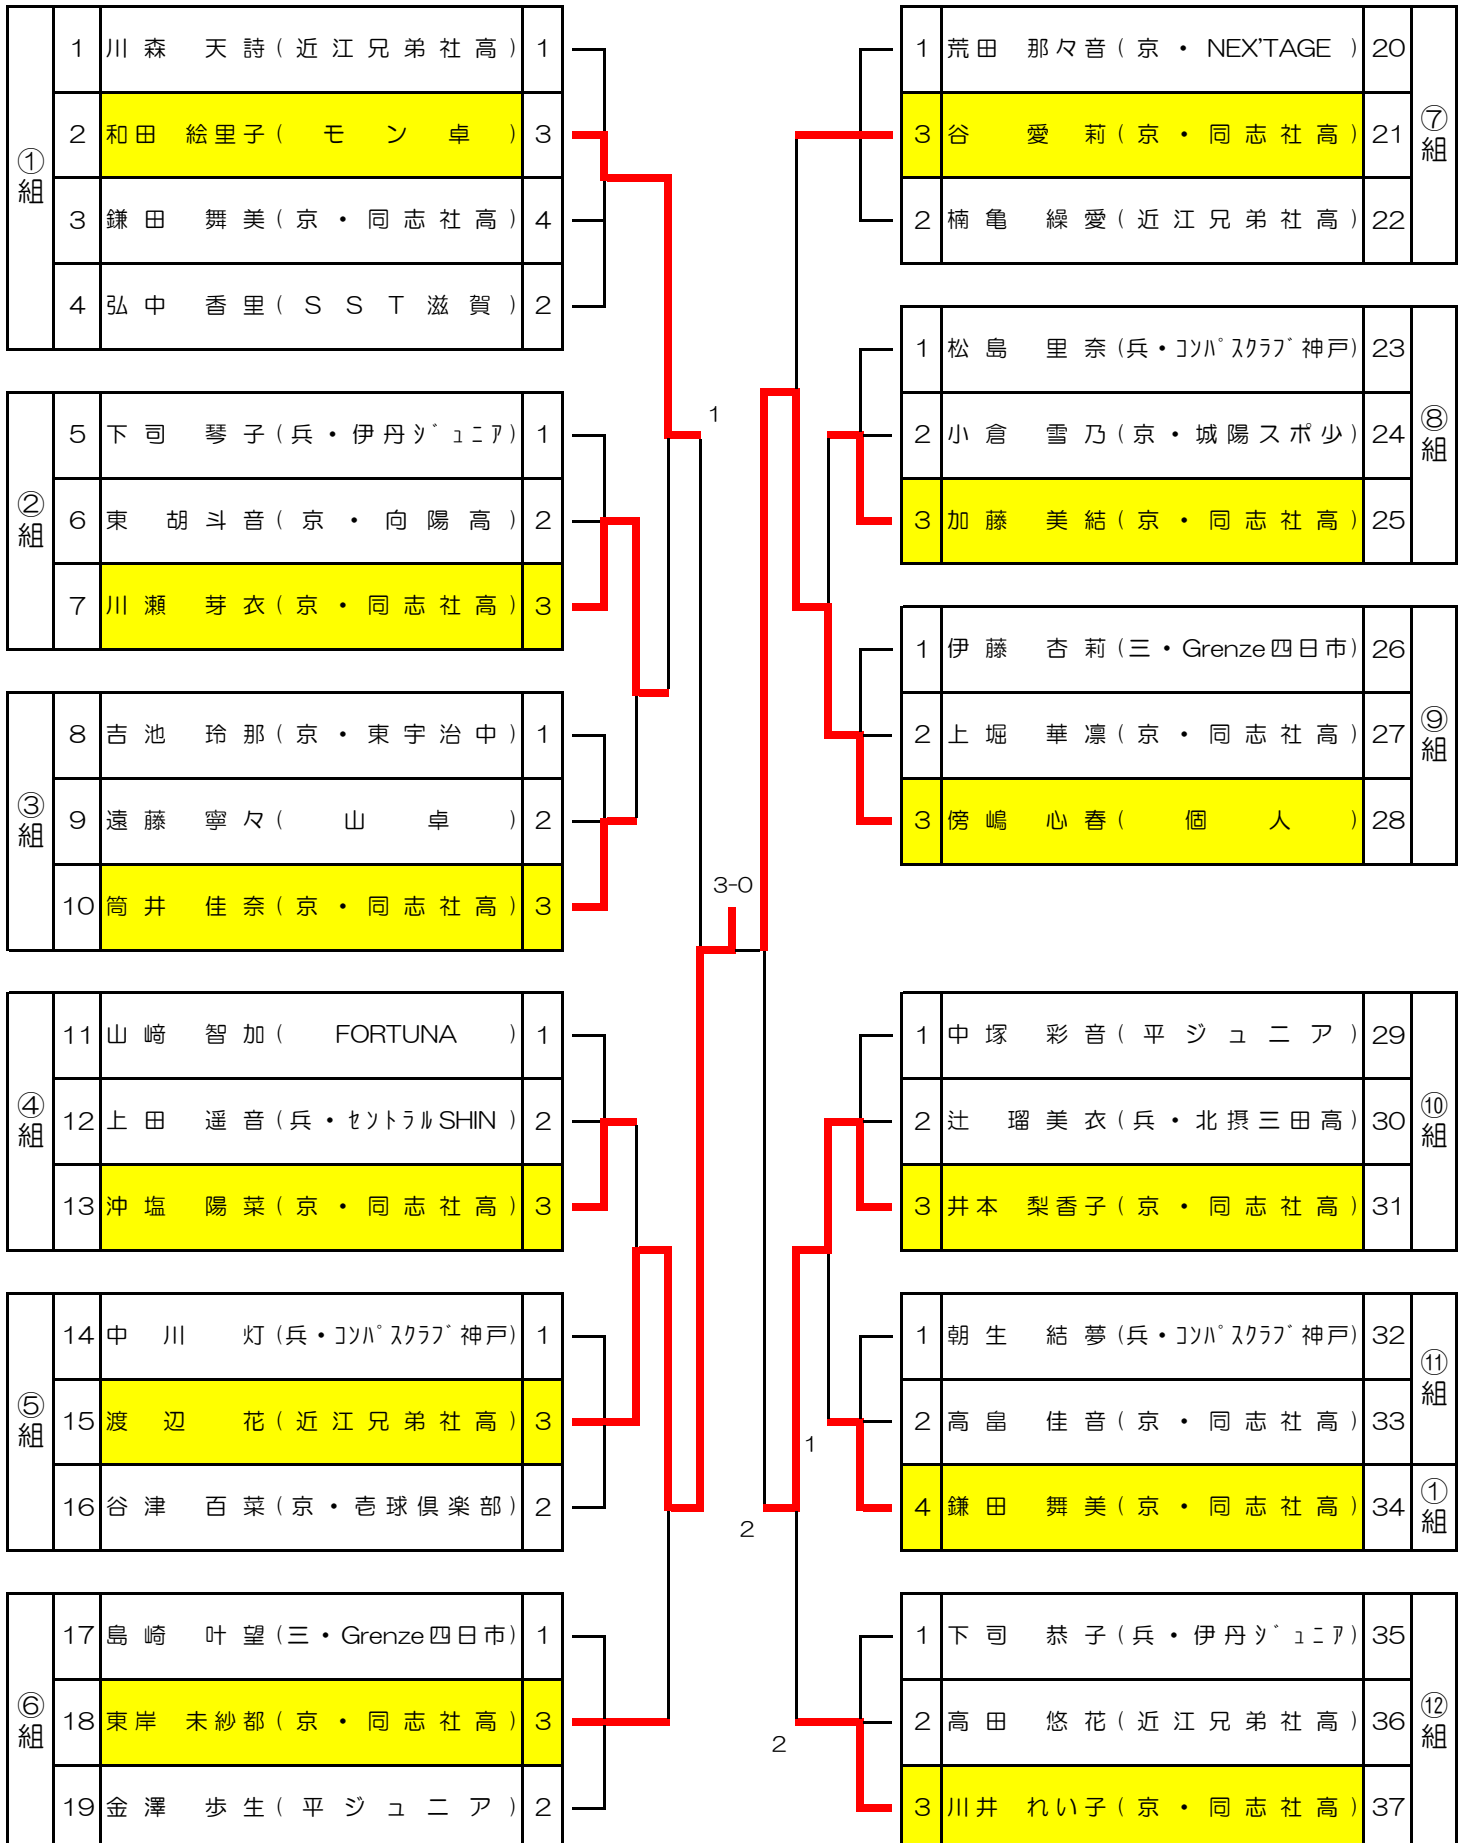 ①組
1 川森 天詩(近江兄弟社高) 1
2 和田 絵里子(モン卓) 3
3 鎌田 舞美(京・同志社高) 4
4 弘中 香里(SST滋賀) 2
②組
5 下司 琴子(兵・伊丹ｼﾞｭﾆｱ) 1
6 東 胡斗音(京・向陽高) 2
7 川瀬 芽衣(京・同志社高) 3
③組
8 吉池 玲那(京・東宇治中) 1
9 遠藤 寧々(山卓) 2
10 筒井 佳奈(京・同志社高) 3
④組
11 山﨑 智加(FORTUNA) 1
12 上田 遥音(兵・ｾﾝﾄﾗﾙSHIN) 2
13 沖塩 陽菜(京・同志社高) 3
⑤組
14 中川 灯(兵・ｺﾝﾊﾟｽｸﾗﾌﾞ神戸) 1
15 渡辺 花(近江兄弟社高) 3
16 谷津 百菜(京・壱球倶楽部) 2
⑥組
17 島崎 叶望(三・Grenze四日市) 1
18 東岸 未紗都(京・同志社高) 3
19 金澤 歩生(平ジュニア) 2
1
3-0
2
1
2
1 荒田 那々音(京・NEX'TAGE) 20
3 谷 愛莉(京・同志社高) 21
2 楠亀 繰愛(近江兄弟社高) 22
⑦組
1 松島 里奈(兵・ｺﾝﾊﾟｽｸﾗﾌﾞ神戸) 23
2 小倉 雪乃(京・城陽スポ少) 24
3 加藤 美結(京・同志社高) 25
⑧組
1 伊藤 杏莉(三・Grenze四日市) 26
2 上堀 華凛(京・同志社高) 27
3 傍嶋 心春(個人) 28
⑨組
1 中塚 彩音(平ジュニア) 29
2 辻 瑠美衣(兵・北摂三田高) 30
3 井本 梨香子(京・同志社高) 31
⑩組
1 朝生 結夢(兵・ｺﾝﾊﾟｽｸﾗﾌﾞ神戸) 32
2 高畠 佳音(京・同志社高) 33
⑪組
4 鎌田 舞美(京・同志社高) 34
①組
1 下司 恭子(兵・伊丹ｼﾞｭﾆｱ) 35
2 高田 悠花(近江兄弟社高) 36
3 川井 れい子(京・同志社高) 37
⑫組